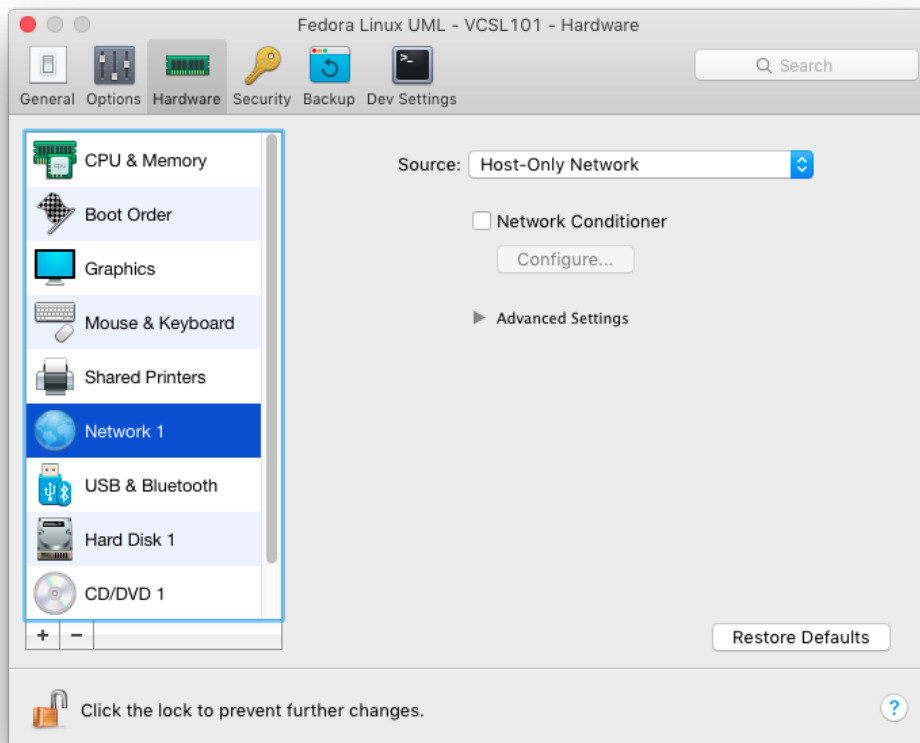 Fedora Linux UML - VCSL101 - Hardware
Search
General Options Hardware Security Backup Dev Settings
CPU & Memory
Boot Order
Graphics
Mouse & Keyboard
Shared Printers
Network 1
USB & Bluetooth
Hard Disk 1
CD/DVD 1
+ −
Source: Host-Only Network
Network Conditioner
Configure...
Advanced Settings
Restore Defaults
Click the lock to prevent further changes.
?